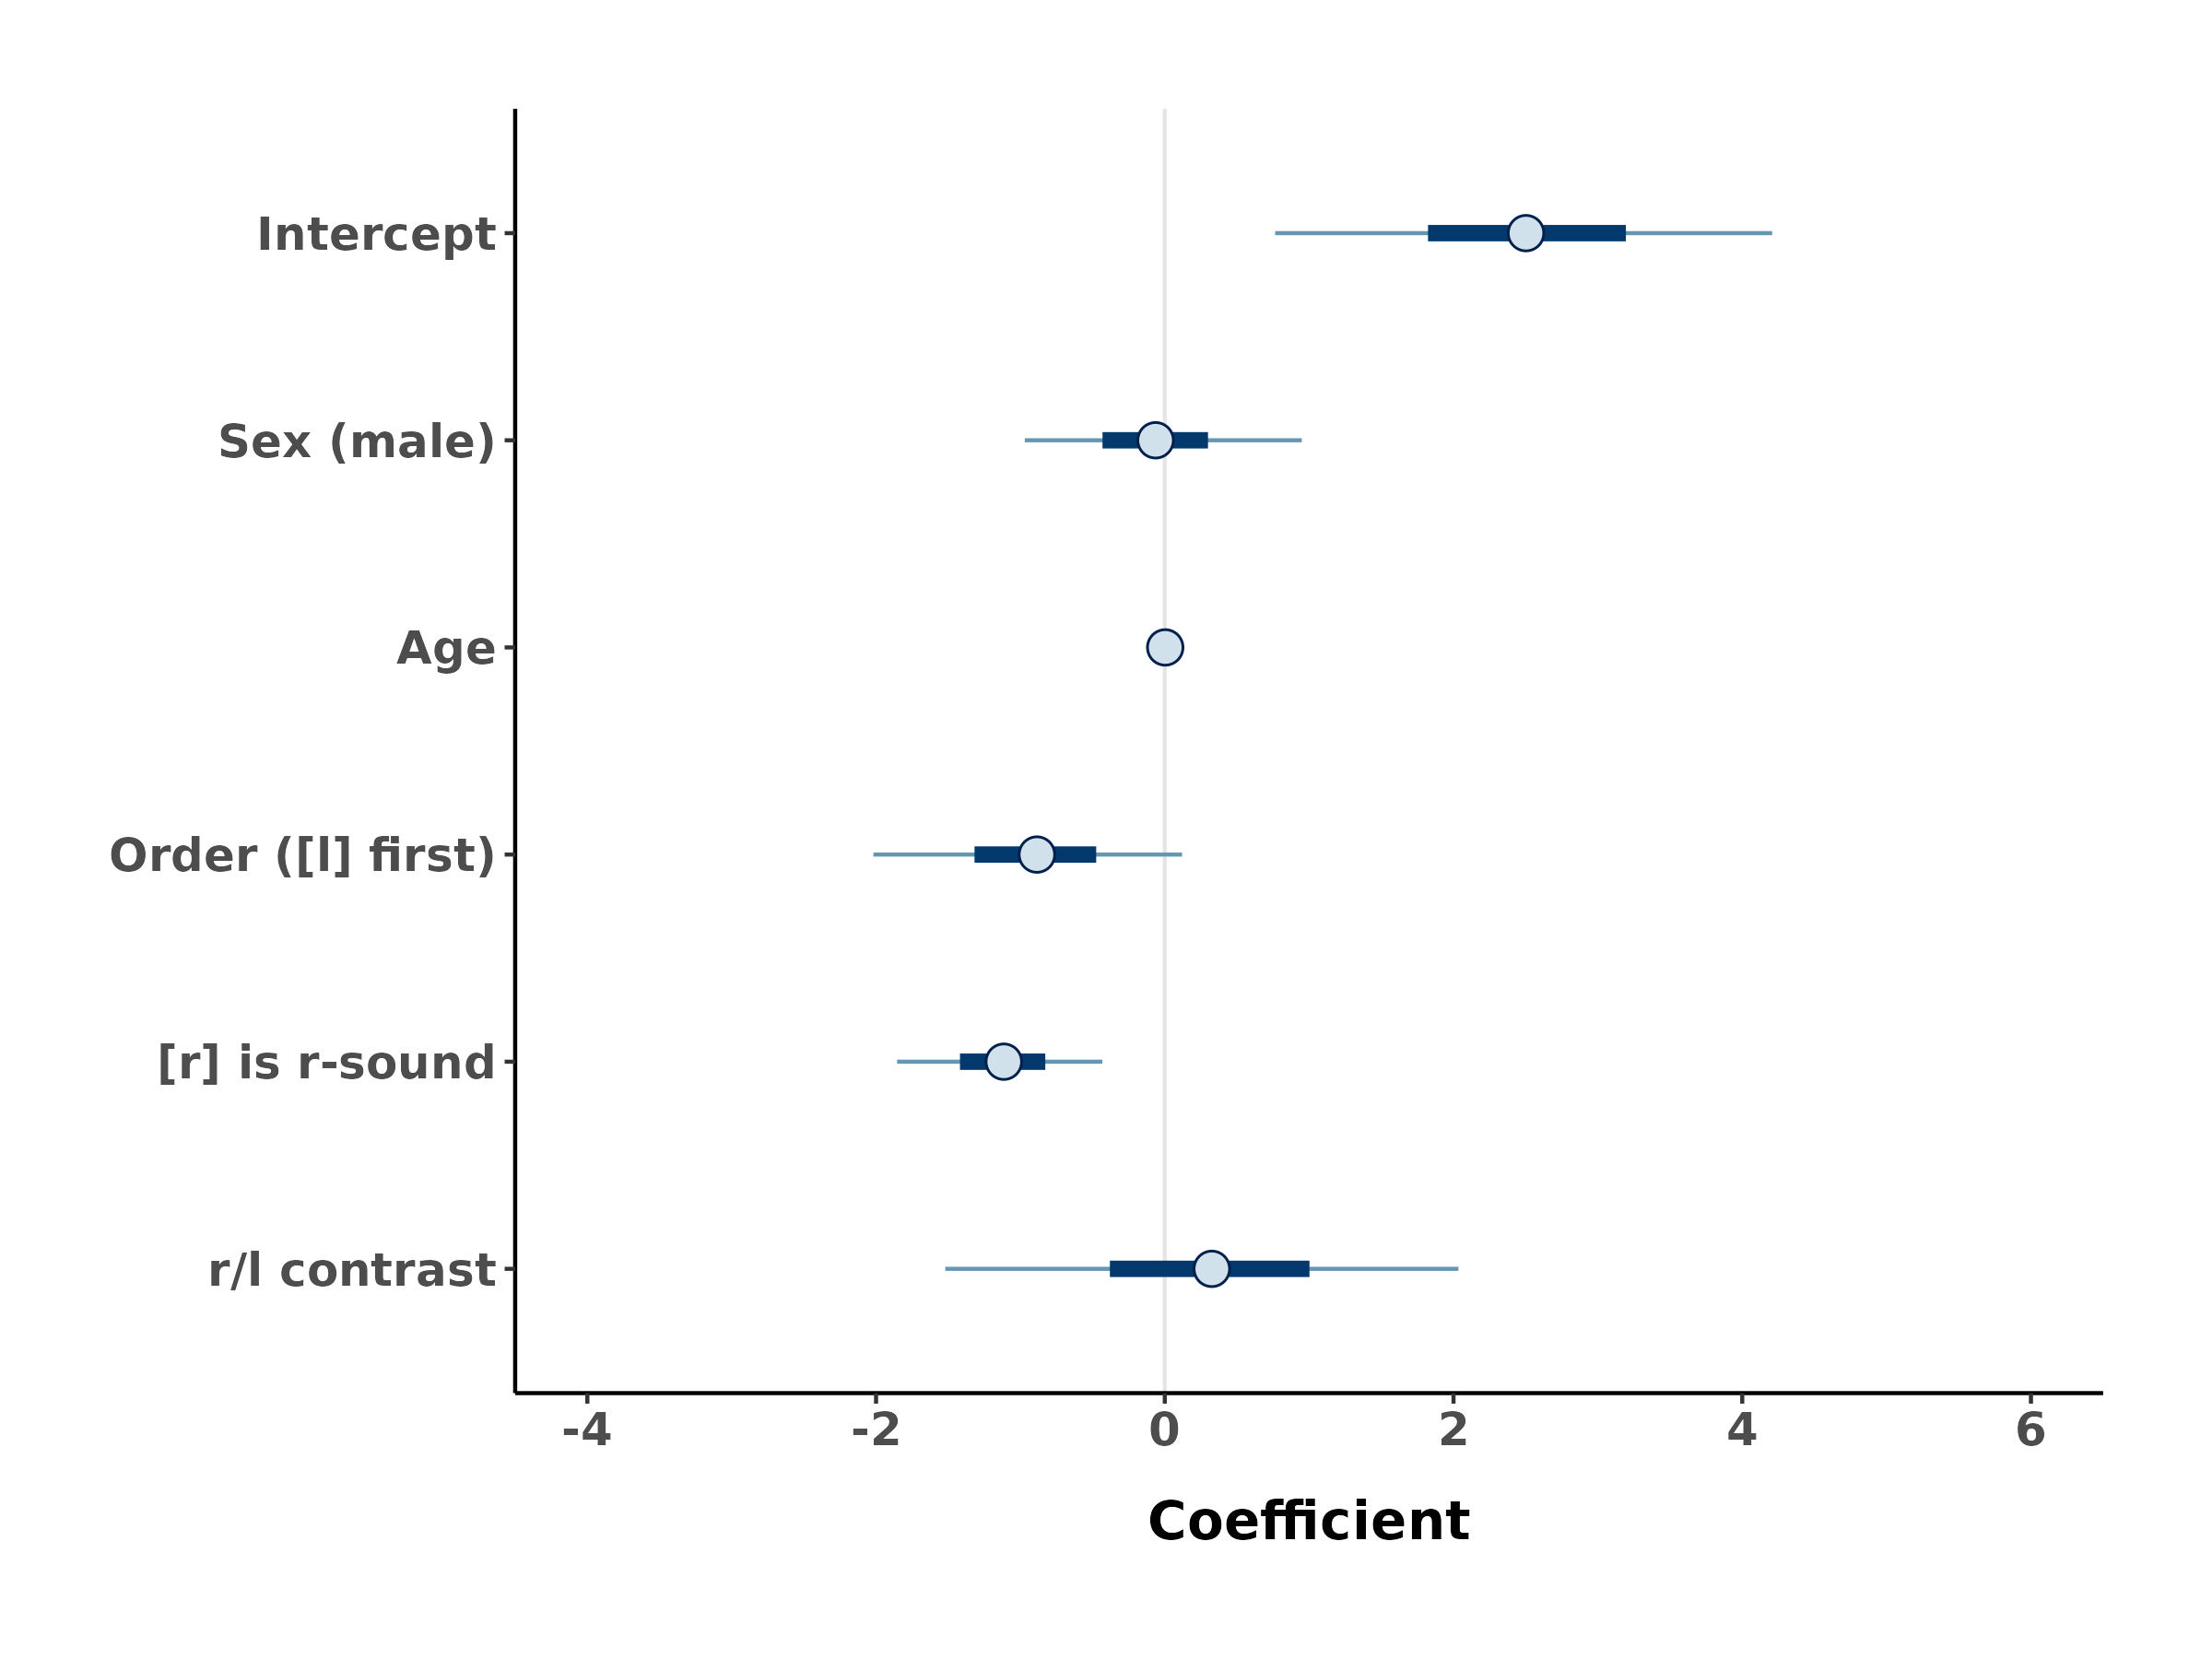 Intercept
Sex (male)
Age
Order ([l] first)
[r] is r-sound
r/l contrast
-4 -2 0 2 4 6
Coefficient